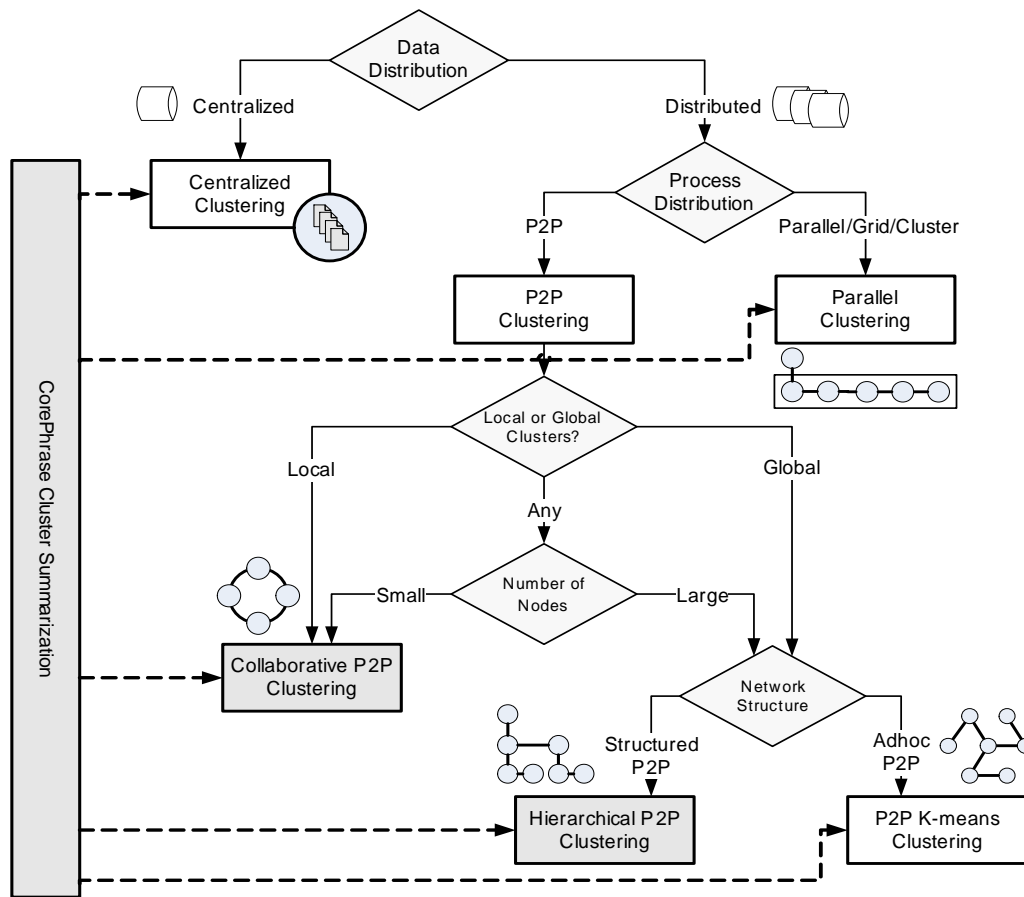 Data
Distribution
Centralized
Distributed
Centralized
Clustering
Process
Distribution
P2P
Parallel/Grid/Cluster
P2P
Clustering
Parallel
Clustering
CorePhrase Cluster Summarization
Local or Global
Clusters?
Local
Global
Any
Number of
Nodes
Small
Large
Collaborative P2P
Clustering
Network
Structure
Structured
P2P
Adhoc
P2P
Hierarchical P2P
Clustering
P2P K-means
Clustering